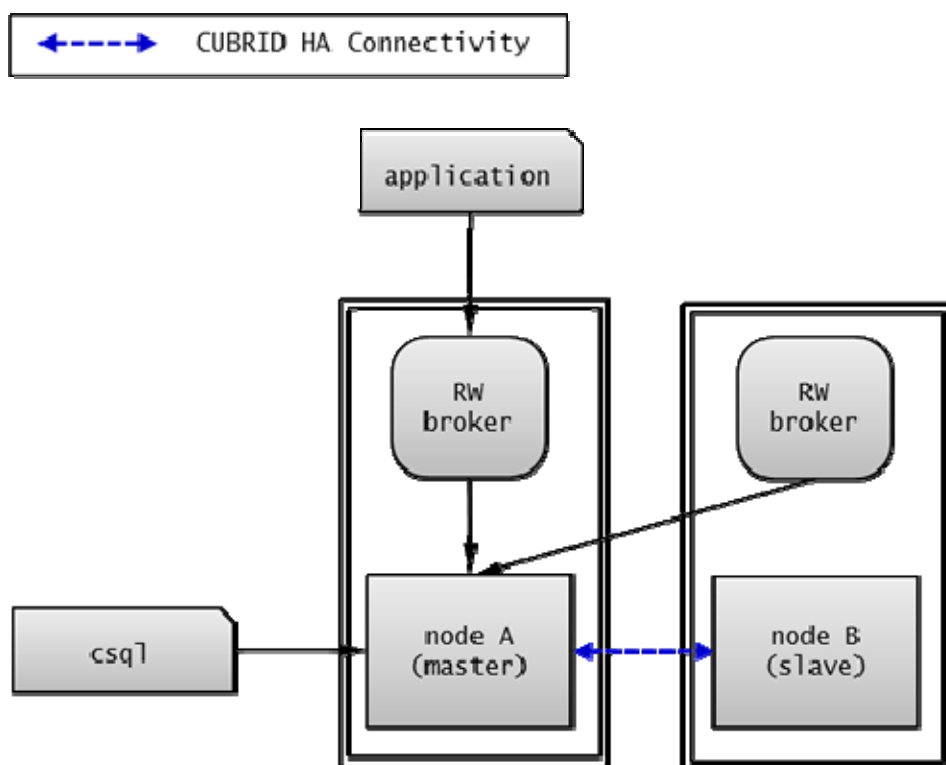 CUBRID HA Connectivity
application
RW
broker
RW
broker
csql
node A
(master)
node B
(slave)